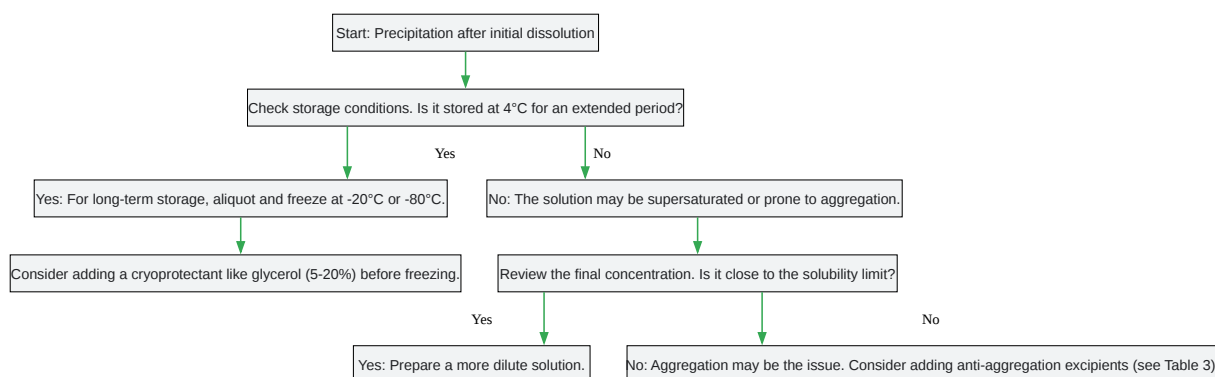 Start: Precipitation after initial dissolution
Check storage conditions. Is it stored at 4°C for an extended period?
Yes
No
Yes: For long-term storage, aliquot and freeze at -20°C or -80°C.
No: The solution may be supersaturated or prone to aggregation.
Consider adding a cryoprotectant like glycerol (5-20%) before freezing.
Review the final concentration. Is it close to the solubility limit?
Yes
No
Yes: Prepare a more dilute solution.
No: Aggregation may be the issue. Consider adding anti-aggregation excipients (see Table 3)